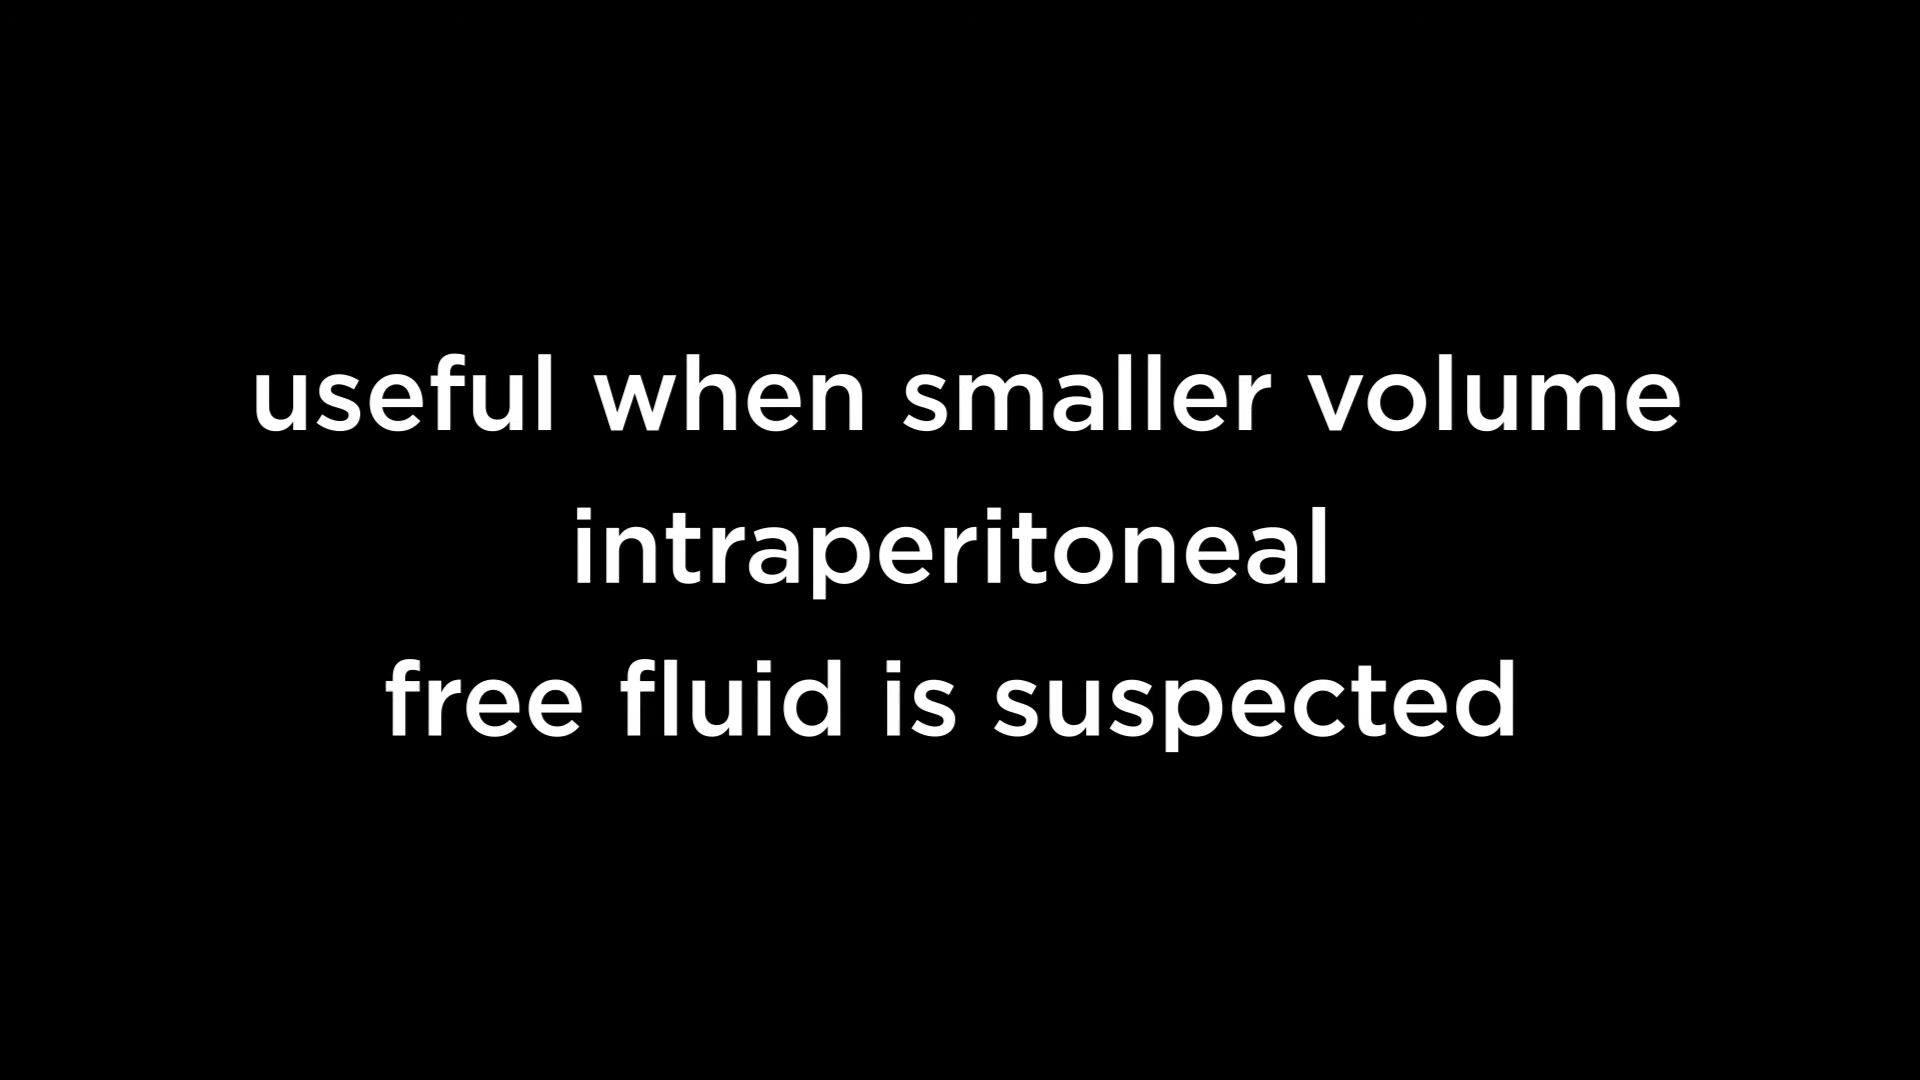 useful when smaller volume
intraperitoneal
free fluid is suspected